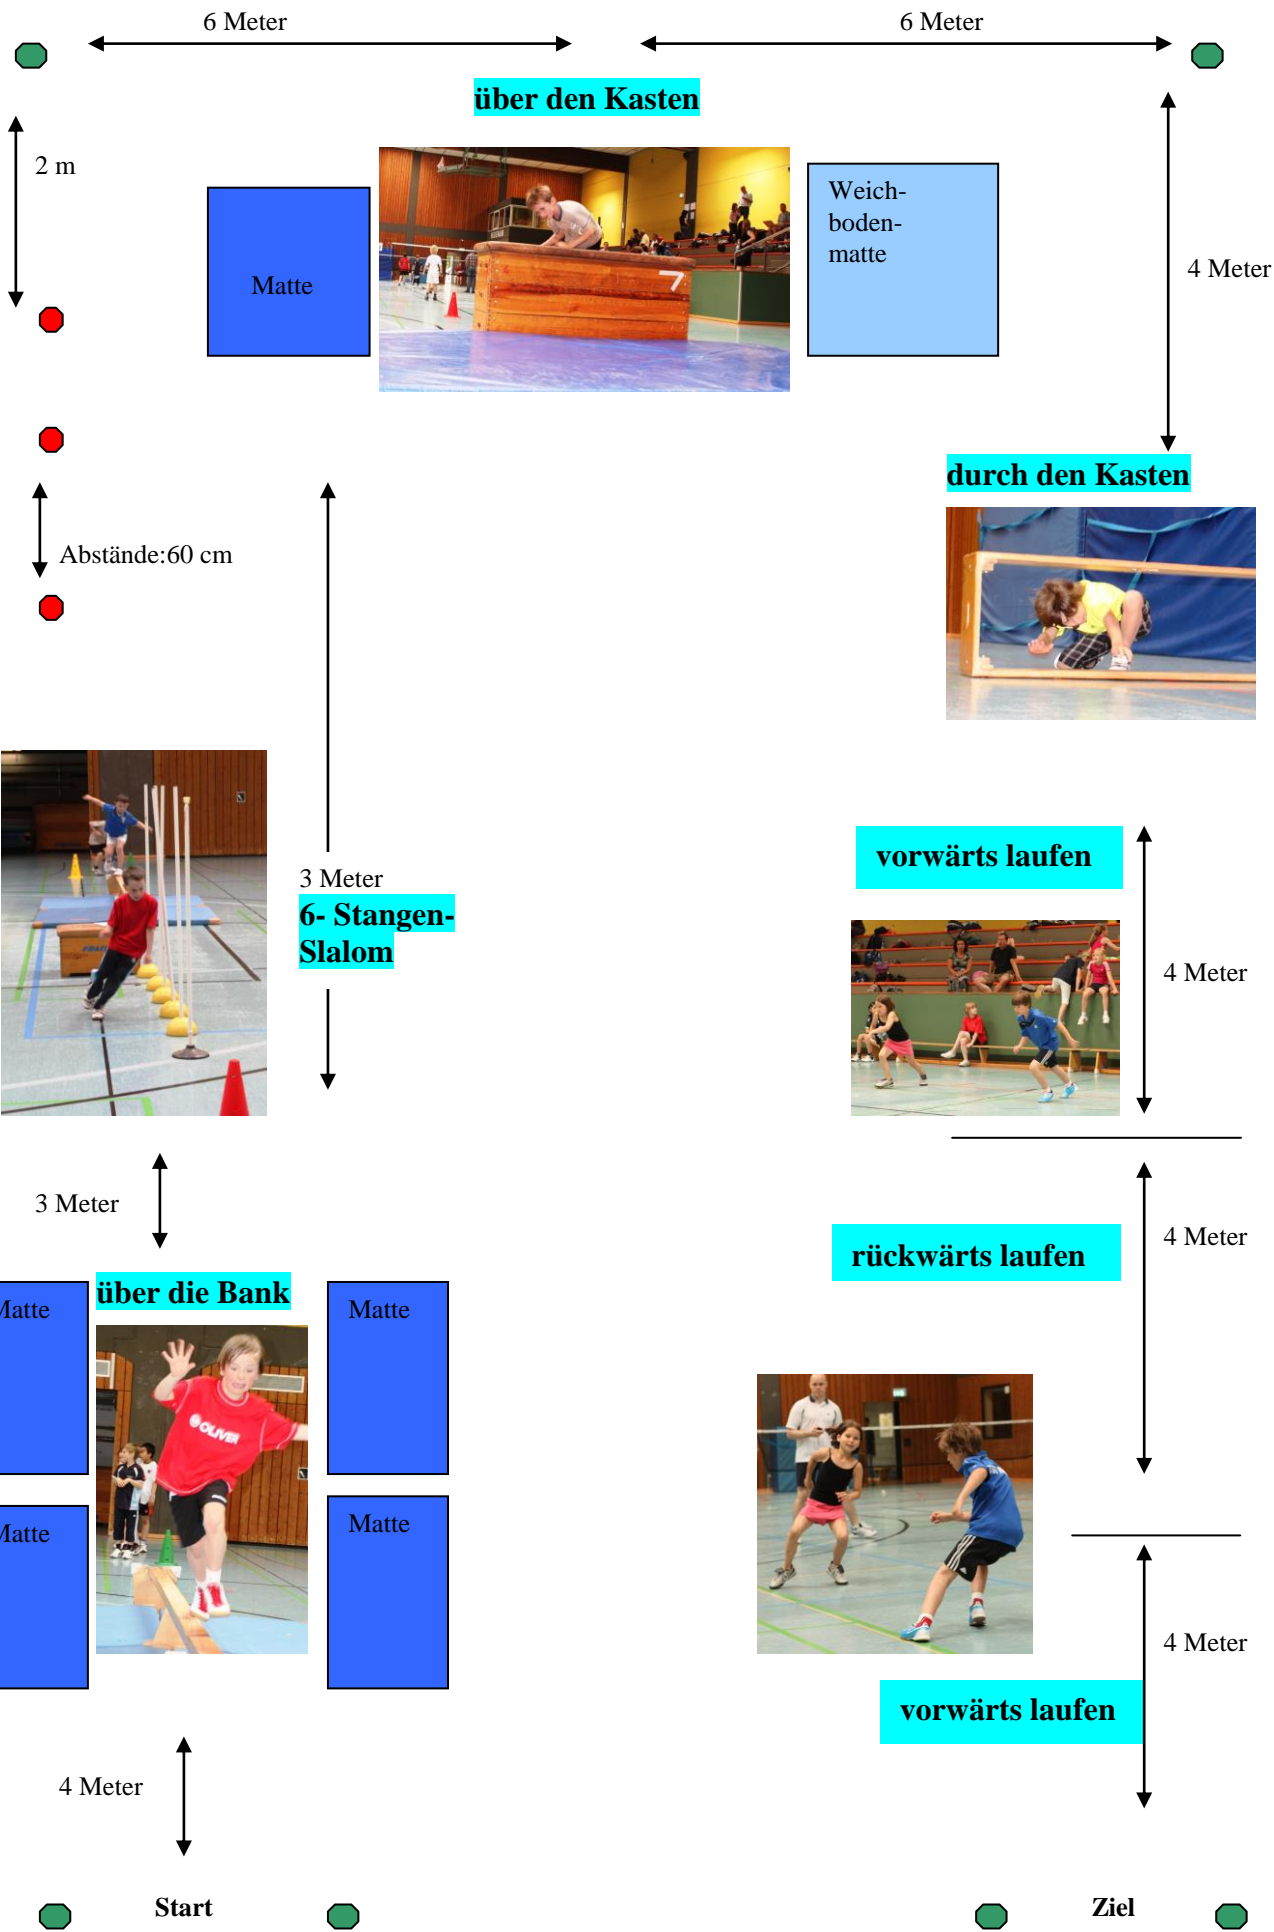 6 Meter
6 Meter
über den Kasten
2 m
Weich-
boden-
matte
Matte
4 Meter
durch den Kasten
Abstände:60 cm
vorwärts laufen
3 Meter
6- Stangen-
Slalom
4 Meter
3 Meter
rückwärts laufen
4 Meter
über die Bank
Matte
Matte
OLIVER
Matte
Matte
4 Meter
vorwärts laufen
4 Meter
Start
Ziel